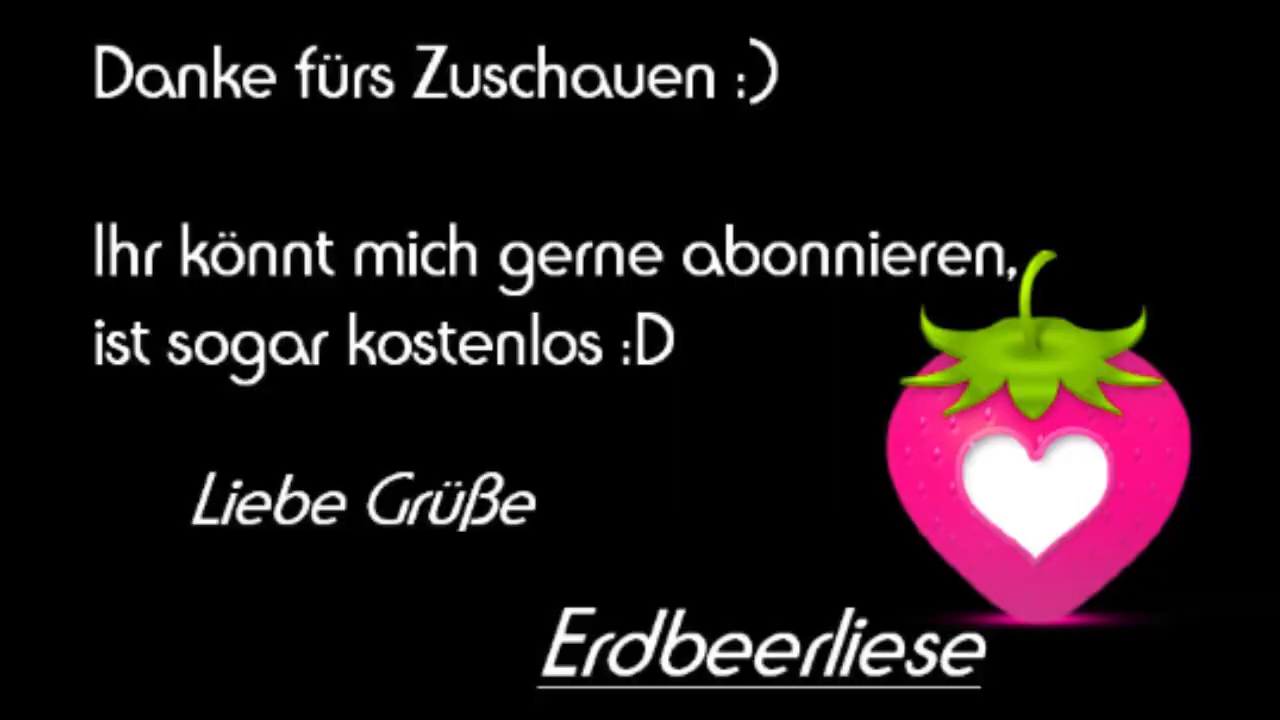 Danke fürs Zuschauen :)
Ihr könnt mich gerne abonnieren,
ist sogar kostenlos :D
Liebe Grüße
Erdbeerliese